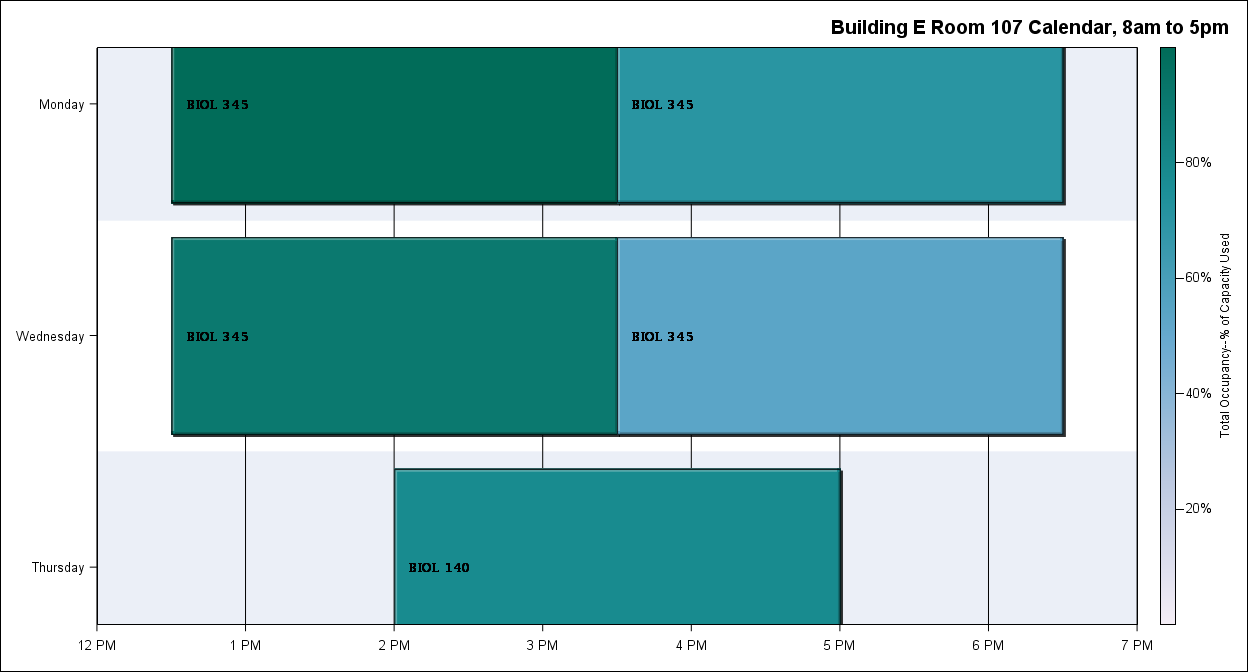 Building E Room 107 Calendar, 8am to 5pm
Monday
BIOL 345
BIOL 345
Wednesday
BIOL 345
BIOL 345
Thursday
BIOL 140
12 PM
1 PM
2 PM
3 PM
4 PM
5 PM
6 PM
7 PM
80%
60%
40%
20%
Total Occupancy--% of Capacity Used